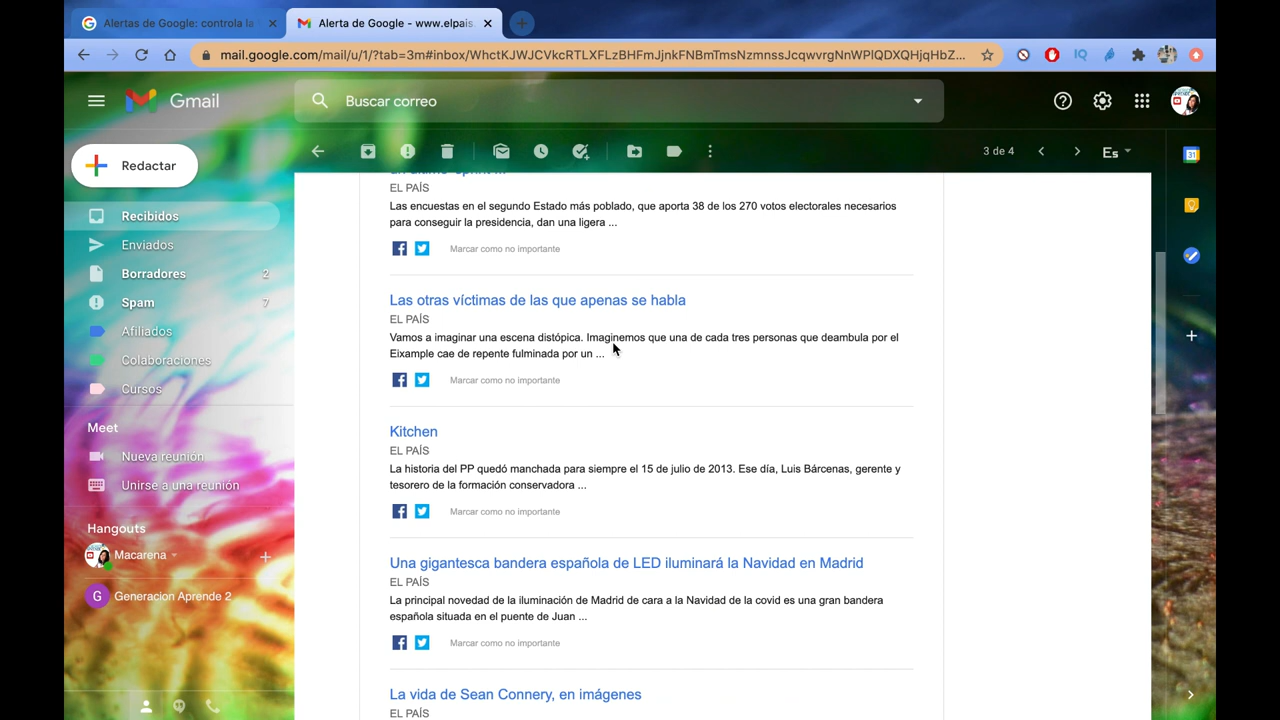 Alertas de Google: controla la
Alerta de Google - www.elpais.
mail.google.com/mail/u/1/?tab=3m#inbox/WhctKJWJCVkcRTLXFLzBHFmJjnkFNBmTmsNzmnssJcqwvrgNnWPlQDXQHjqHbZ...
Gmail
Buscar correo
Redactar
3 de 4
Es
Recibidos
Enviados
Borradores 2
Spam 7
Afiliados
Colaboraciones
Cursos
Meet
Nueva reunión
Unirse a una reunión
Hangouts
Macarena
G Generacion Aprende 2
EL PAÍS
Las encuestas en el segundo Estado más poblado, que aporta 38 de los 270 votos electorales necesarios
para conseguir la presidencia, dan una ligera ...
Marcar como no importante
Las otras víctimas de las que apenas se habla
EL PAÍS
Vamos a imaginar una escena distópica. Imaginemos que una de cada tres personas que deambula por el
Eixample cae de repente fulminada por un ...
Marcar como no importante
Kitchen
EL PAÍS
La historia del PP quedó manchada para siempre el 15 de julio de 2013. Ese día, Luis Bárcenas, gerente y
tesorero de la formación conservadora ...
Marcar como no importante
Una gigantesca bandera española de LED iluminará la Navidad en Madrid
EL PAÍS
La principal novedad de la iluminación de Madrid de cara a la Navidad de la covid es una gran bandera
española situada en el puente de Juan ...
Marcar como no importante
La vida de Sean Connery, en imágenes
EL PAÍS